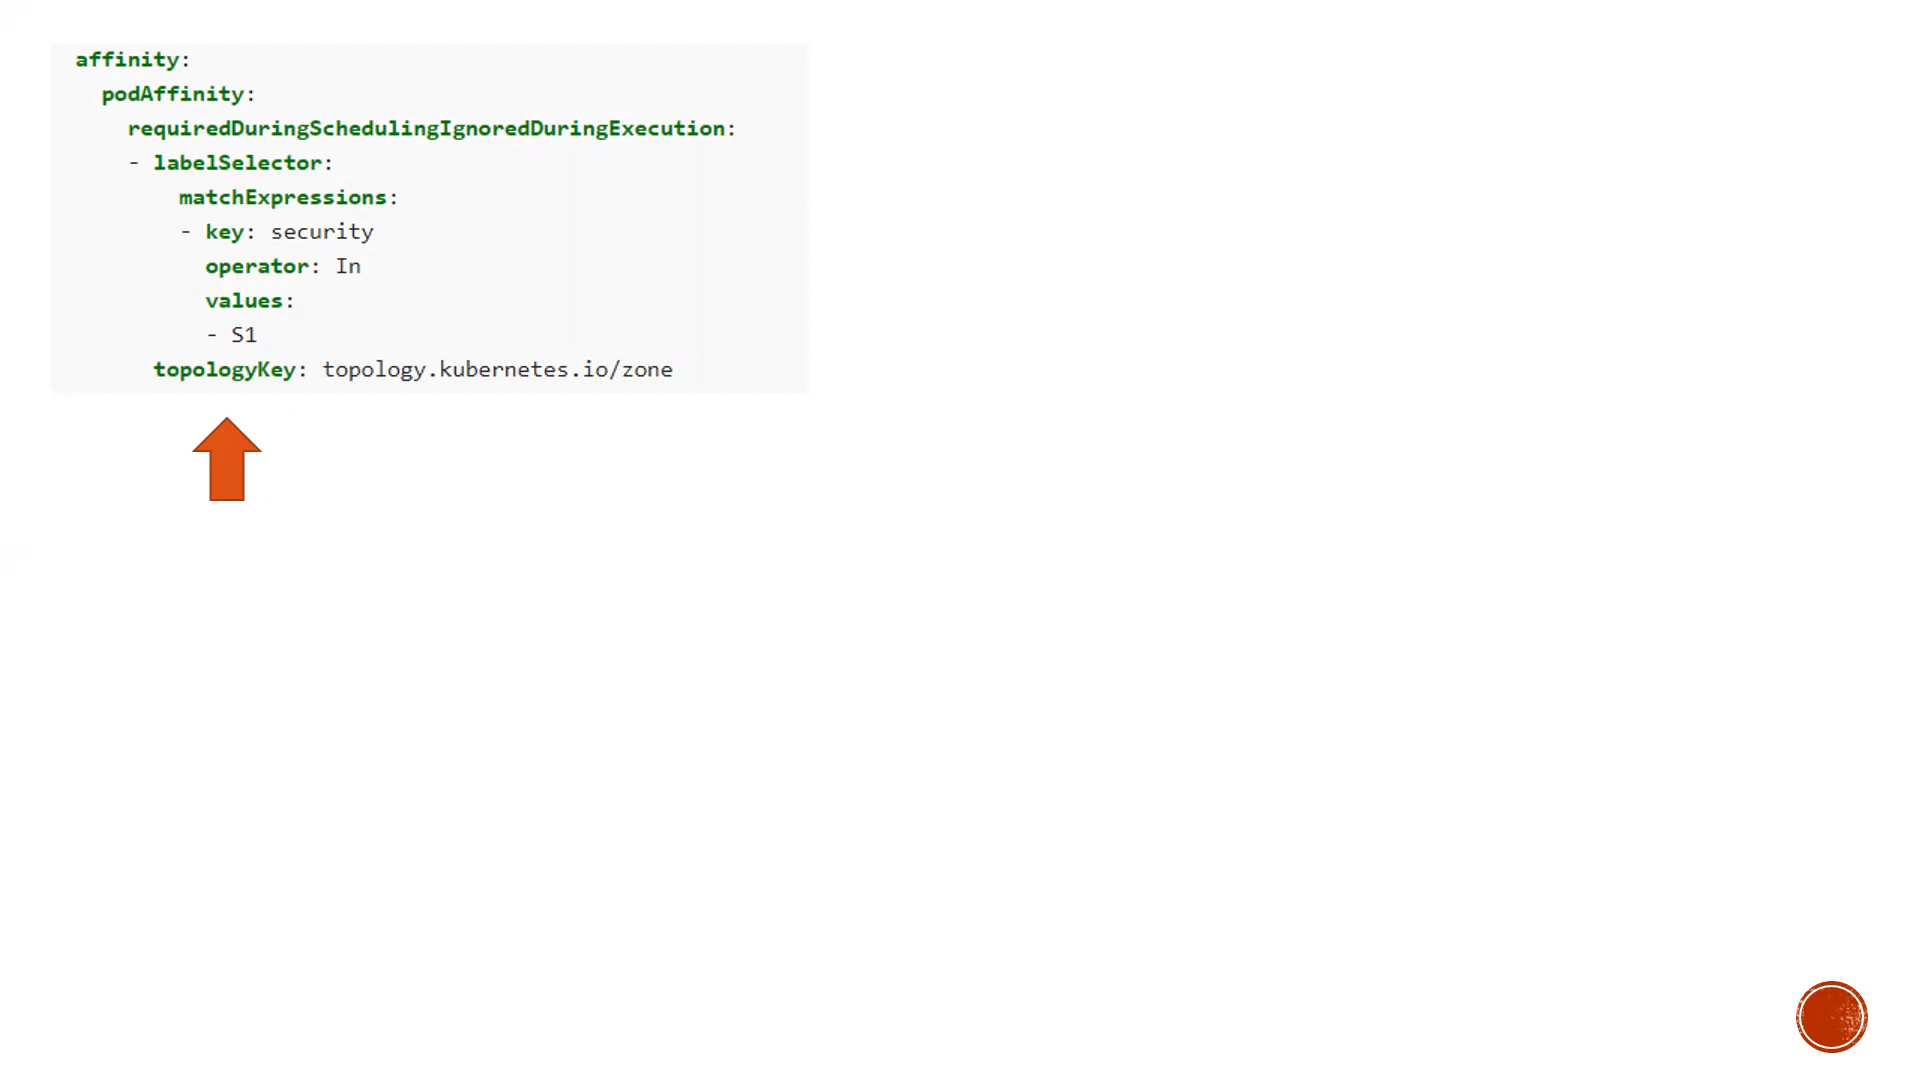 affinity:
podAffinity:
requiredDuringSchedulingIgnoredDuringExecution:
- labelSelector:
matchExpressions:
- key: security
operator: In
values:
- S1
topologyKey: topology.kubernetes.io/zone